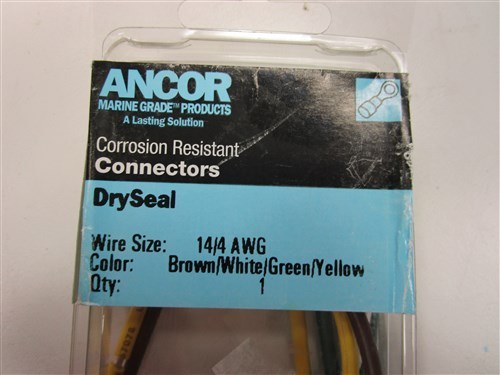 ANCOR
MARINE GRADE™ PRODUCTS
A Lasting Solution
Corrosion Resistant
Connectors
DrySeal
Wire Size: 14/4 AWG
Color: Brown/White/Green/Yellow
Qty: 1